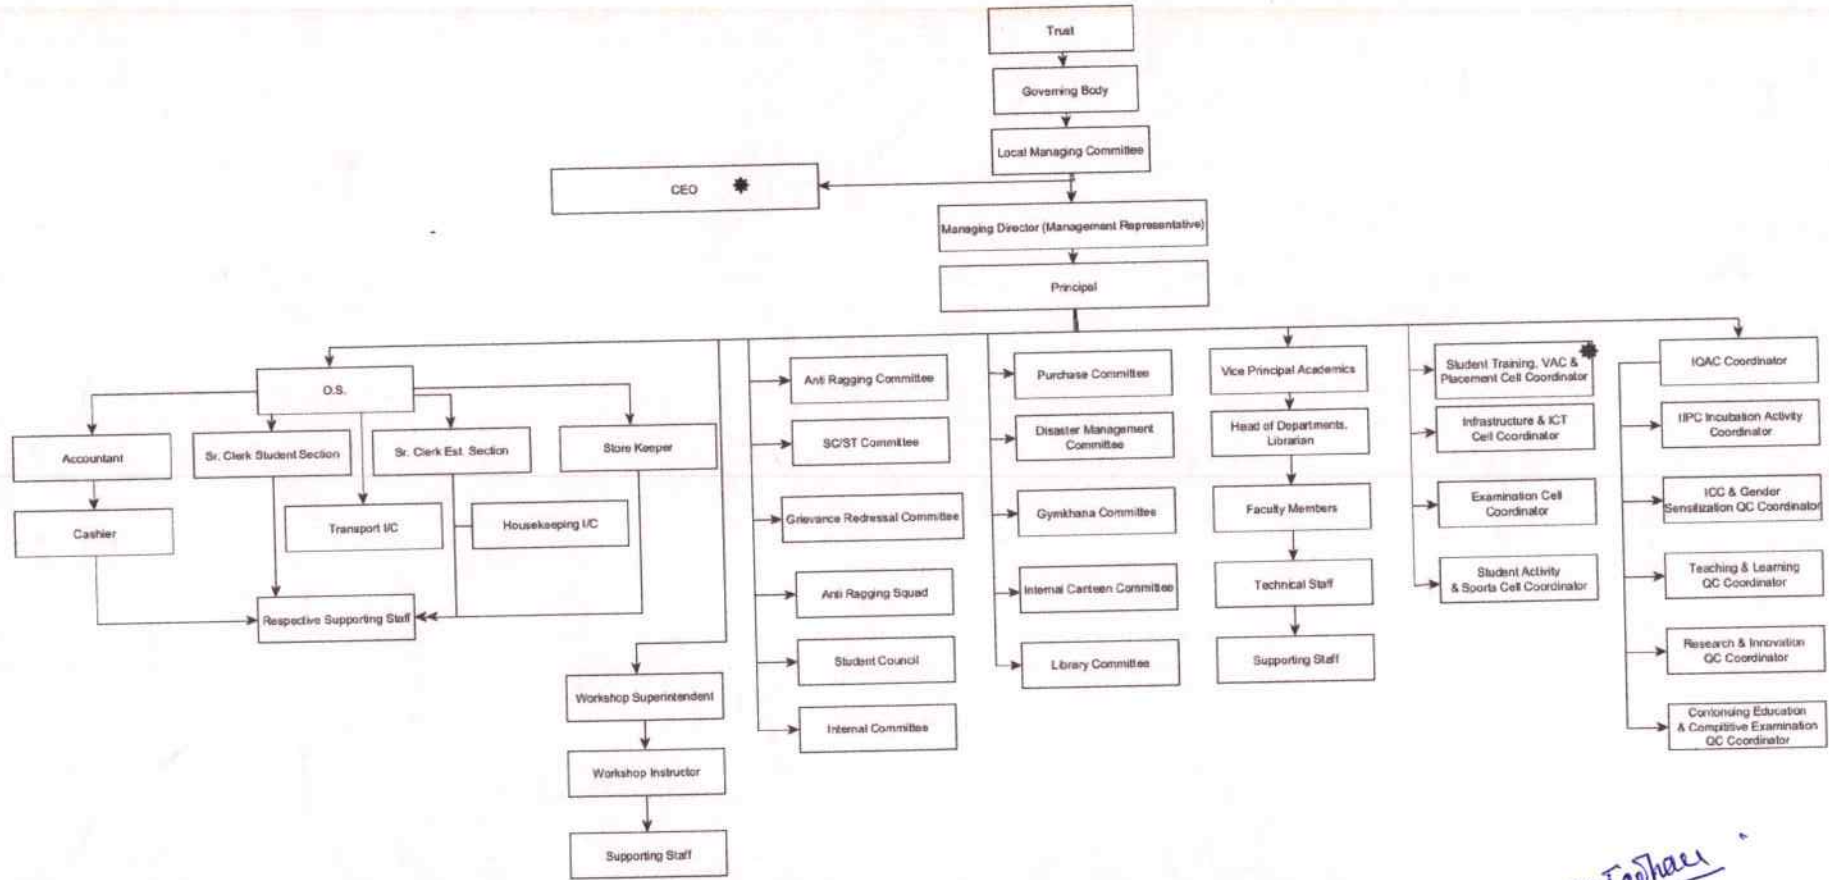 Trust
Governing Body
Local Managing Committee
CEO
Managing Director (Management Representative)
Principal
O.S.
Accountant
Sr. Clerk Student Section
Sr. Clerk Est. Section
Store Keeper
Cashier
Transport I/C
Housekeeping I/C
Respective Supporting Staff
Workshop Superintendent
Workshop Instructor
Supporting Staff
Anti Ragging Committee
SC/ST Committee
Grievance Redressal Committee
Anti Ragging Squad
Student Council
Internal Committee
Purchase Committee
Disaster Management
Committee
Gymkhana Committee
Internal Canteen Committee
Library Committee
Vice Principal Academics
Head of Departments,
Librarian
Faculty Members
Technical Staff
Supporting Staff
Student Training, VAC &
Placement Cell Coordinator
Infrastructure & ICT
Cell Coordinator
Examination Cell
Coordinator
Student Activity
& Sports Cell Coordinator
IQAC Coordinator
IIPC Incubation Activity
Coordinator
ICC & Gender
Sensitization QC Coordinator
Teaching & Learning
QC Coordinator
Research & Innovation
QC Coordinator
Contonuing Education
& Compititive Examination
QC Coordinator